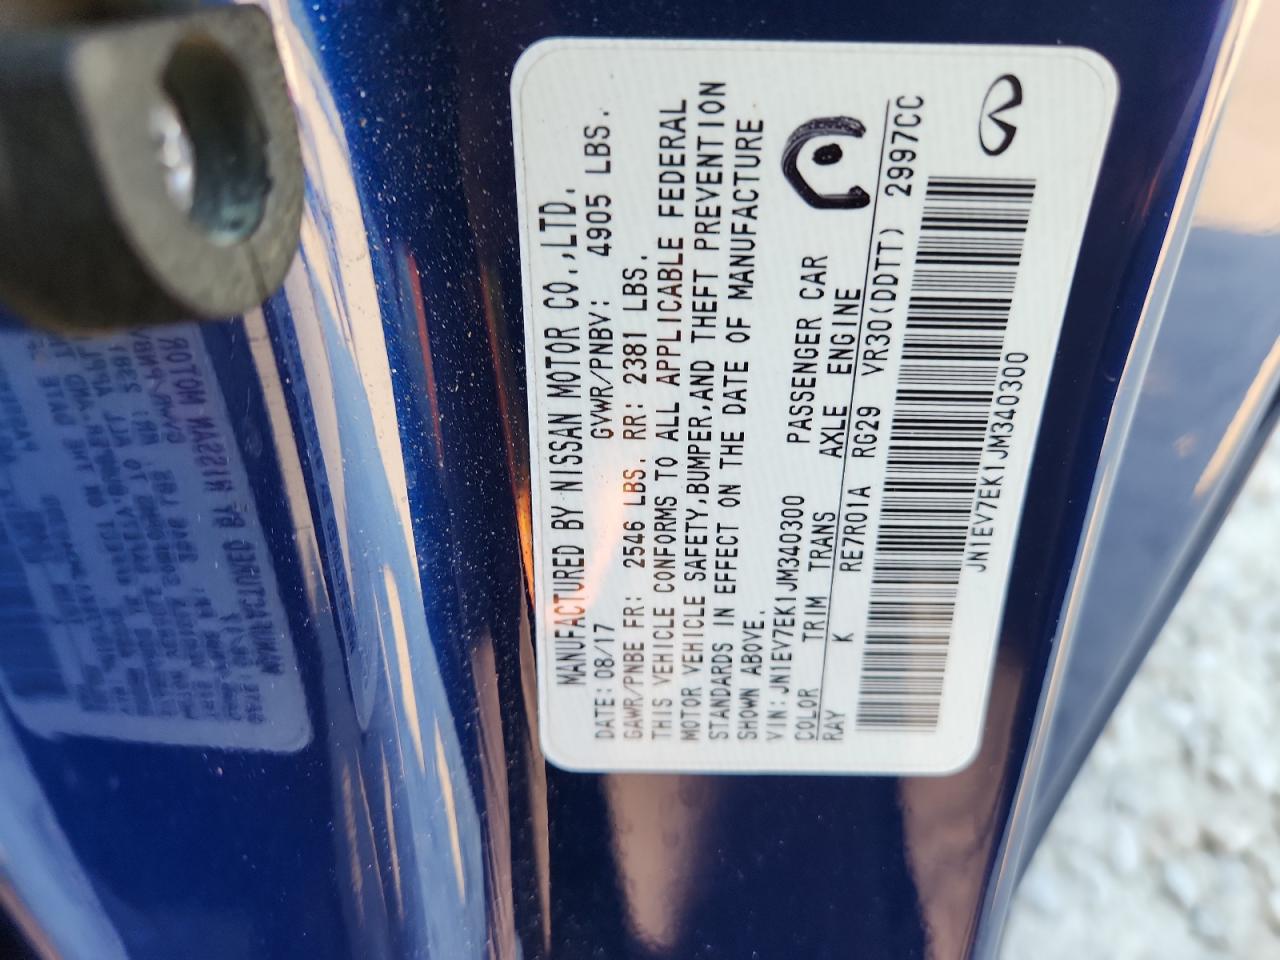 MANUFACTURED BY NISSAN MOTOR CO.,LTD.
DATE:08/17 GVWR/PNBV: 4905 LBS.
GAWR/PNBE FR: 2546 LBS. RR: 2381 LBS.
THIS VEHICLE CONFORMS TO ALL APPLICABLE FEDERAL
MOTOR VEHICLE SAFETY,BUMPER,AND THEFT PREVENTION
STANDARDS IN EFFECT ON THE DATE OF MANUFACTURE
SHOWN ABOVE.
VIN:JN1EV7EK1JM340300 PASSENGER CAR
COLOR TRIM TRANS AXLE ENGINE
RAY K RE7R01A RG29 VR30(DDTT) 2997CC
JN1EV7EK1JM340300